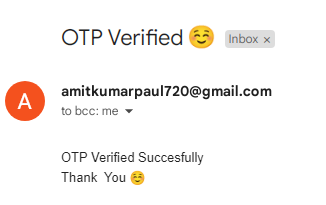 OTP Verified ☺️ Inbox ×
A
amitkumarpaul720@gmail.com
to bcc: me
OTP Verified Succesfully
Thank  You ☺️